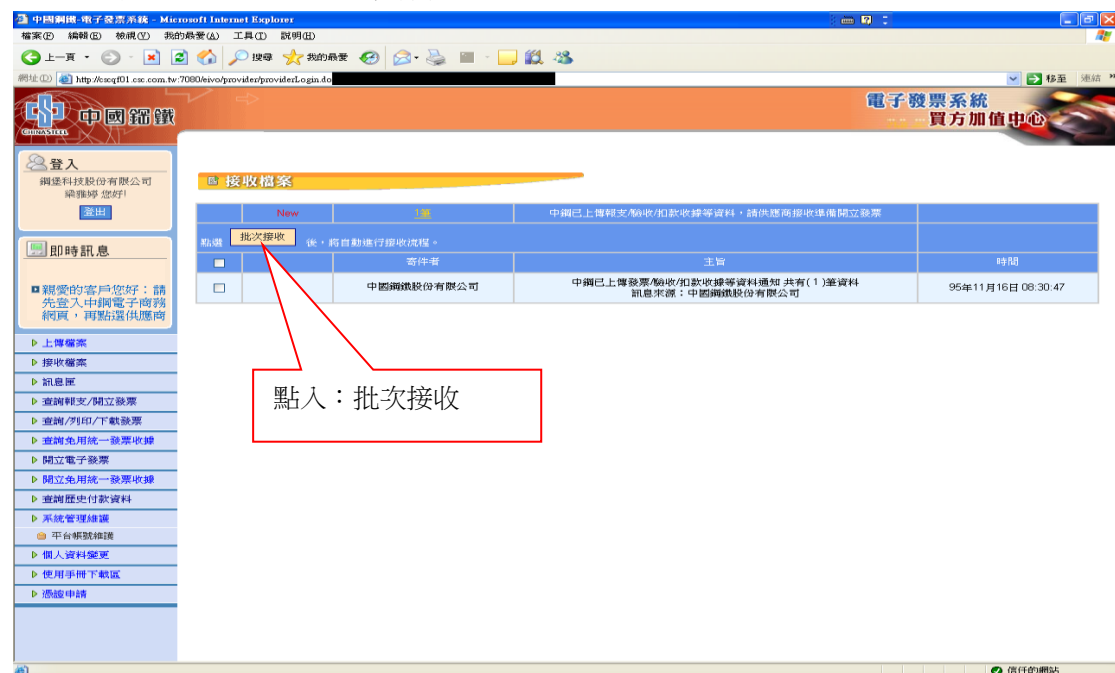 中國鋼鐵-電子發票系統 - Microsoft Internet Explorer
檔案(F) 編輯(E) 檢視(V) 我的最愛(A) 工具(T) 說明(H)
上一頁 搜尋 我的最愛
網址(D) http://escqf01.csc.com.tw:7080/eivo/provider/providerLogin.do 移至 連結 »
CHINA STEEL 中國鋼鐵
電子發票系統
買方加值中心
登入
鋼堡科技股份有限公司
梁雅婷 您好!
登出
即時訊息
親愛的客戶您好：請
先登入中鋼電子商務
網頁，再點選供應商
上傳檔案
接收檔案
訊息匣
查詢報支/開立發票
查詢/列印/下載發票
查詢免用統一發票收據
開立電子發票
開立免用統一發票收據
查詢歷史付款資料
系統管理維護
平台帳號維護
個人資料變更
使用手冊下載區
憑證申請
接收檔案
New 1筆 中鋼已上傳報支/驗收/扣款收據等資料，請供應商接收準備開立發票
點選 批次接收 後，將自動進行接收流程。
寄件者 主旨 時間
中國鋼鐵股份有限公司 中鋼已上傳發票/驗收/扣款收據等資料通知 共有( 1 )筆資料 95年11月16日 08:30:47
訊息來源：中國鋼鐵股份有限公司
點入：批次接收
信任的網站